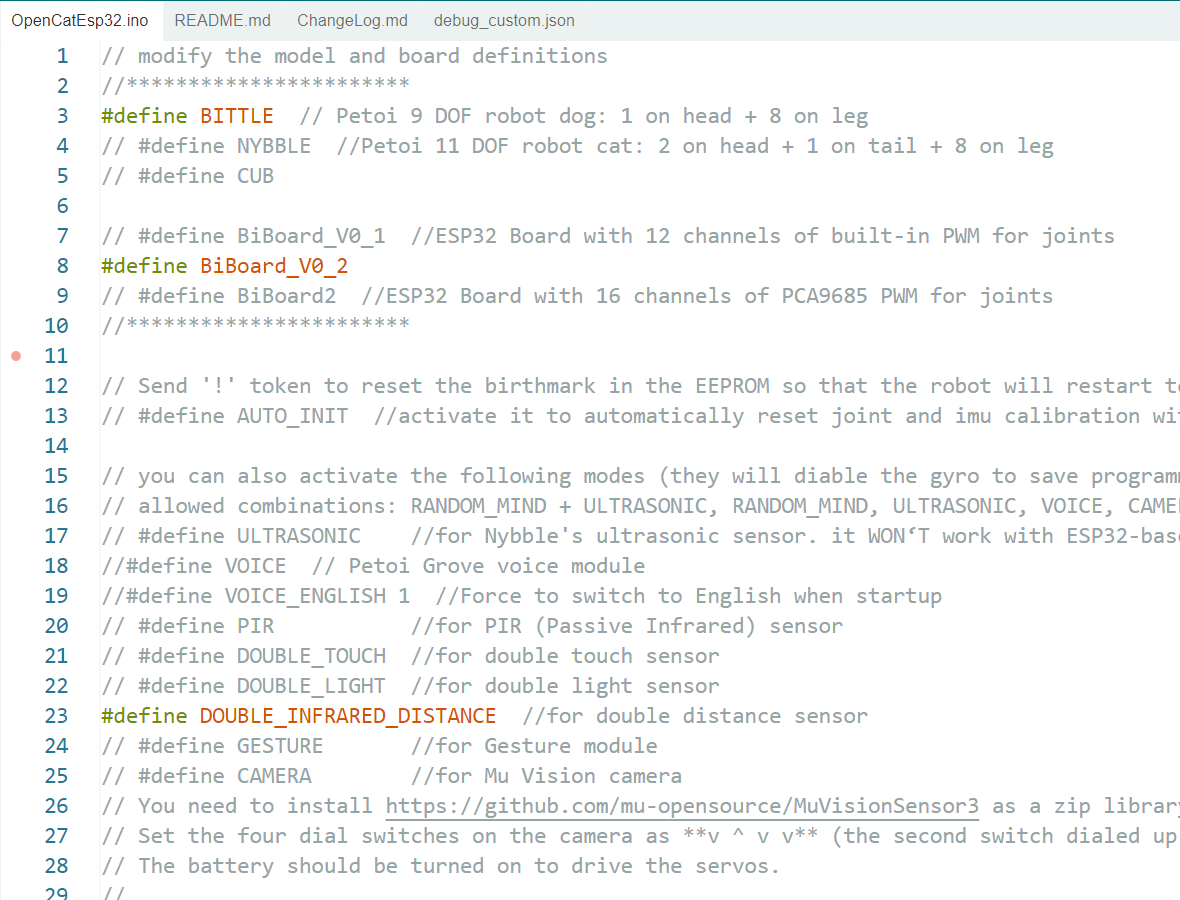 OpenCatEsp32.ino README.md ChangeLog.md debug_custom.json
1 // modify the model and board definitions
2 //***********************
3 #define BITTLE  // Petoi 9 DOF robot dog: 1 on head + 8 on leg
4 // #define NYBBLE  //Petoi 11 DOF robot cat: 2 on head + 1 on tail + 8 on leg
5 // #define CUB
6
7 // #define BiBoard_V0_1  //ESP32 Board with 12 channels of built-in PWM for joints
8 #define BiBoard_V0_2
9 // #define BiBoard2  //ESP32 Board with 16 channels of PCA9685 PWM for joints
10 //***********************
11
12 // Send '!' token to reset the birthmark in the EEPROM so that the robot will restart
13 // #define AUTO_INIT  //activate it to automatically reset joint and imu calibration
14
15 // you can also activate the following modes (they will diable the gyro to save
16 // allowed combinations: RANDOM_MIND + ULTRASONIC, RANDOM_MIND, ULTRASONIC, VOICE,
17 // #define ULTRASONIC    //for Nybble's ultrasonic sensor. it WON‘T work with
18 //#define VOICE  // Petoi Grove voice module
19 //#define VOICE_ENGLISH 1  //Force to switch to English when startup
20 // #define PIR           //for PIR (Passive Infrared) sensor
21 // #define DOUBLE_TOUCH  //for double touch sensor
22 // #define DOUBLE_LIGHT  //for double light sensor
23 #define DOUBLE_INFRARED_DISTANCE  //for double distance sensor
24 // #define GESTURE       //for Gesture module
25 // #define CAMERA        //for Mu Vision camera
26 // You need to install https://github.com/mu-opensource/MuVisionSensor3 as a zip library
27 // Set the four dial switches on the camera as **v ^ v v** (the second switch dialed up
28 // The battery should be turned on to drive the servos.
29 //